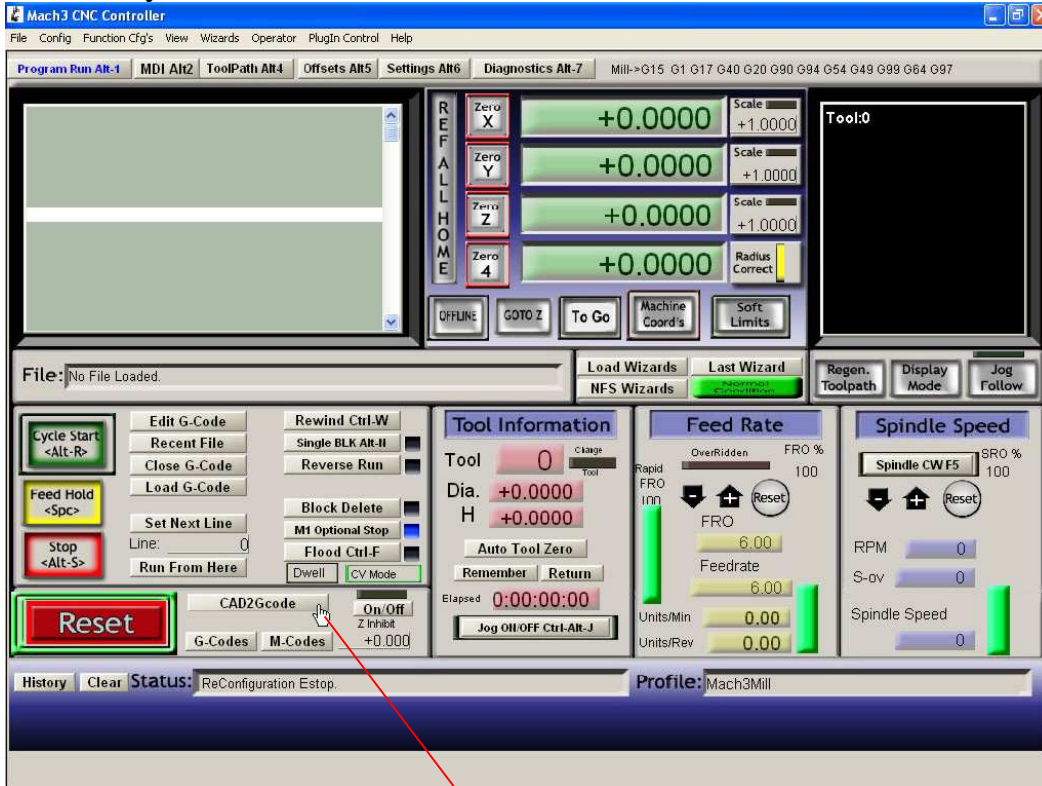 Mach3 CNC Controller
File Config Function Cfg's View Wizards Operator PlugIn Control Help
Program Run Alt-1 MDI Alt2 ToolPath Alt4 Offsets Alt5 Settings Alt6 Diagnostics Alt-7 Mill->G15 G1 G17 G40 G20 G90 G94 G54 G49 G99 G64 G97
REF ALL HOME
Zero X +0.0000 Scale +1.0000
Zero Y +0.0000 Scale +1.0000
Zero Z +0.0000 Scale +1.0000
Zero 4 +0.0000 Radius Correct
OFFLINE GOTO Z To Go Machine Coord's Soft Limits
Tool:0
File: No File Loaded.
Load Wizards Last Wizard
NFS Wizards Normal Condition
Regen. Toolpath Display Mode Jog Follow
Cycle Start <Alt-R>
Feed Hold <Spc>
Stop <Alt-S>
Edit G-Code
Recent File
Close G-Code
Load G-Code
Set Next Line
Line: 0
Run From Here
Rewind Ctrl-W
Single BLK Alt-N
Reverse Run
Block Delete
M1 Optional Stop
Flood Ctrl-F
Dwell CV Mode
Reset
CAD2Gcode
On/Off
Z Inhibit
+0.000
G-Codes M-Codes
Tool Information
Tool 0 Change Tool
Dia. +0.0000
H +0.0000
Auto Tool Zero
Remember Return
Elapsed 0:00:00:00
Jog ON/OFF Ctrl-Alt-J
Feed Rate
OverRidden FRO %
100
Rapid FRO
100
Reset
FRO
6.00
Feedrate
6.00
Units/Min 0.00
Units/Rev 0.00
Spindle Speed
Spindle CW F5 SRO %
100
Reset
RPM 0
S-ov 0
Spindle Speed
0
History Clear Status: ReConfiguration Estop. Profile: Mach3Mill